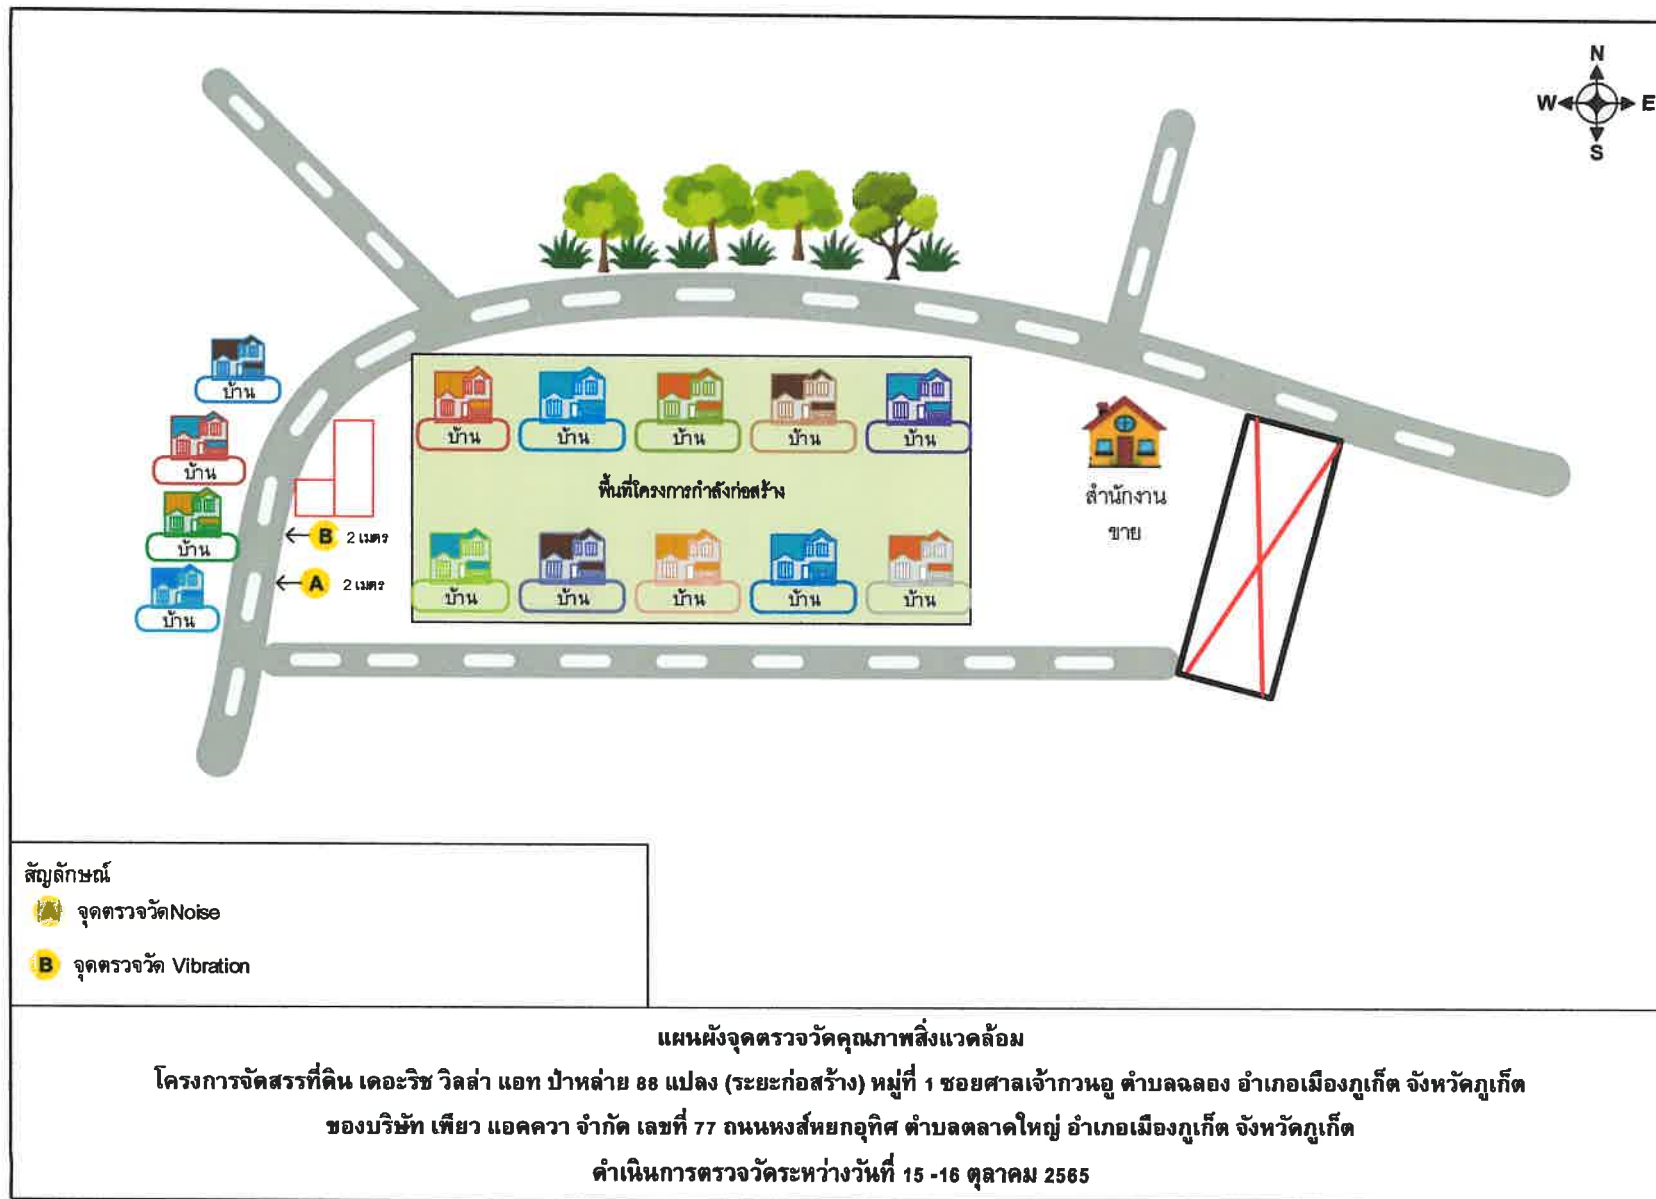 N
W E
S
บ้าน
บ้าน
บ้าน
บ้าน
บ้าน บ้าน บ้าน บ้าน บ้าน
พื้นที่โครงการกำลังก่อสร้าง
บ้าน บ้าน บ้าน บ้าน บ้าน
B 2 เมตร
A 2 เมตร
สำนักงาน
ขาย
สัญลักษณ์
A จุดตรวจวัดNoise
B จุดตรวจวัด Vibration
แผนผังจุดตรวจวัดคุณภาพสิ่งแวดล้อม
โครงการจัดสรรที่ดิน เดอะริช วิลล่า แอท ป่าหล่าย 88 แปลง (ระยะก่อสร้าง) หมู่ที่ 1 ซอยศาลเจ้ากวนอู ตำบลฉลอง อำเภอเมืองภูเก็ต จังหวัดภูเก็ต
ของบริษัท เพียว แอคควา จำกัด เลขที่ 77 ถนนหงส์หยกอุทิศ ตำบลตลาดใหญ่ อำเภอเมืองภูเก็ต จังหวัดภูเก็ต
ดำเนินการตรวจวัดระหว่างวันที่ 15 -16 ตุลาคม 2565